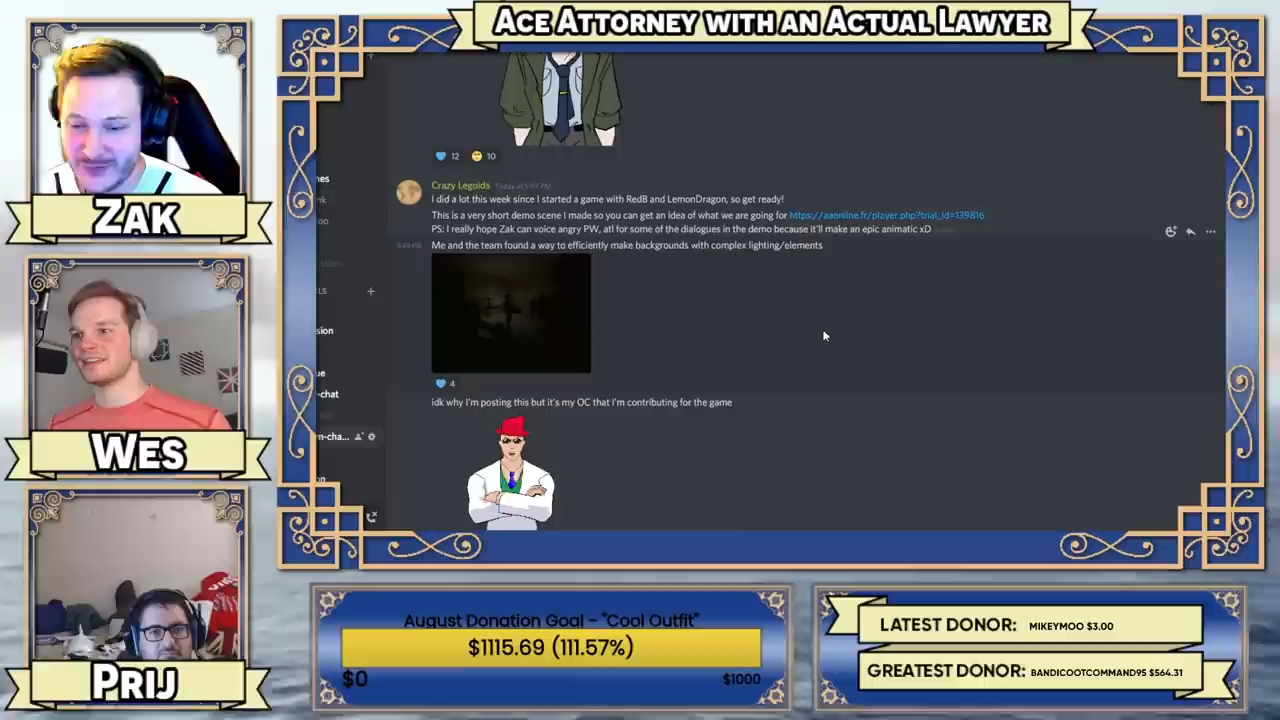 Ace Attorney with an Actual Lawyer
Zak
Wes
Prij
12
10
Crazy Legoids Today at
I did a lot this week since I started a game with RedB and LemonDragon, so get ready!
This is a very short demo scene I made so you can get an idea of what we are going for https://aaonline.fr/player.php?trial_id=139816
PS: I really hope Zak can voice angry PW, atl for some of the dialogues in the demo because it'll make an epic animatic xD
Me and the team found a way to efficiently make backgrounds with complex lighting/elements
4
idk why I'm posting this but it's my OC that I'm contributing for the game
-chat
m-cha...
August Donation Goal - "Cool Outfit"
$1115.69 (111.57%)
$0
$1000
LATEST DONOR: MIKEYMOO $3.00
GREATEST DONOR: BANDICOOTCOMMAND95 $564.31